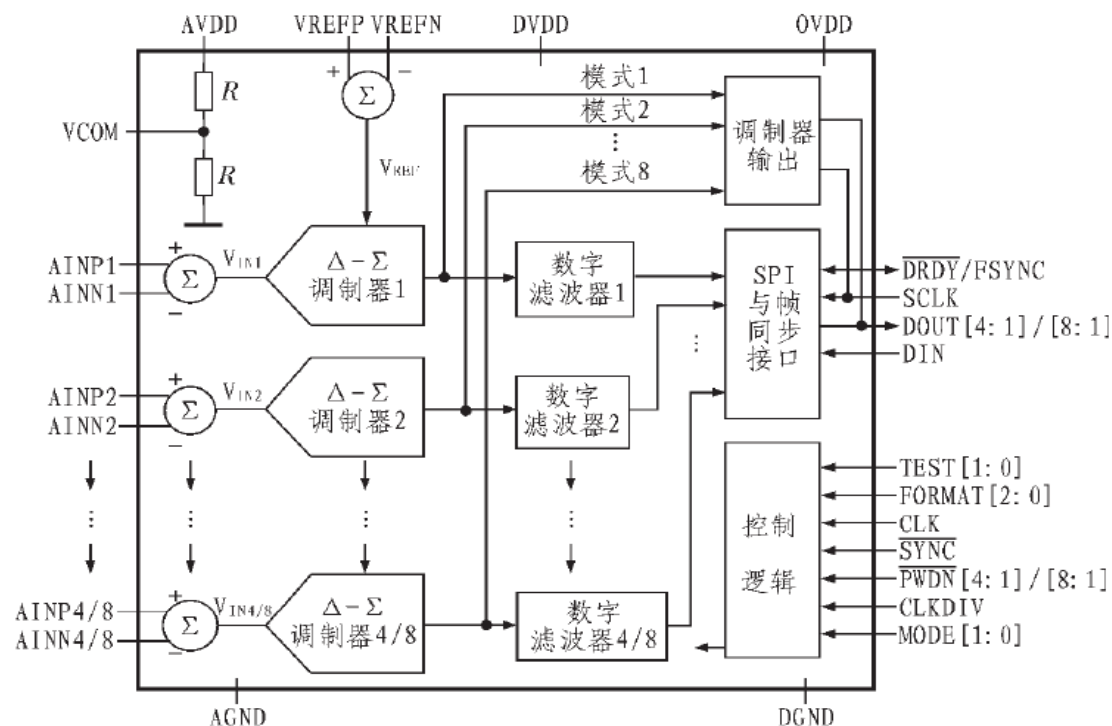 AVDD VREFP VREFN DVDD OVDD
+ −
Σ
R
VCOM
R
VREF
模式1
模式2
⋮
模式8
调制器
输出
AINP1
AINN1
+
−
Σ
VIN1
Δ-Σ
调制器1
数字
滤波器1
SPI
与帧
同步
接口
DRDY/FSYNC
SCLK
DOUT[4:1]/[8:1]
DIN
AINP2
AINN2
+
−
Σ
VIN2
Δ-Σ
调制器2
数字
滤波器2
⋮
⋮ ⋮ ⋮ ⋮
控制
逻辑
TEST[1:0]
FORMAT[2:0]
CLK
SYNC
PWDN[4:1]/[8:1]
CLKDIV
MODE[1:0]
AINP4/8
AINN4/8
+
−
Σ
VIN4/8
Δ-Σ
调制器4/8
数字
滤波器4/8
AGND DGND